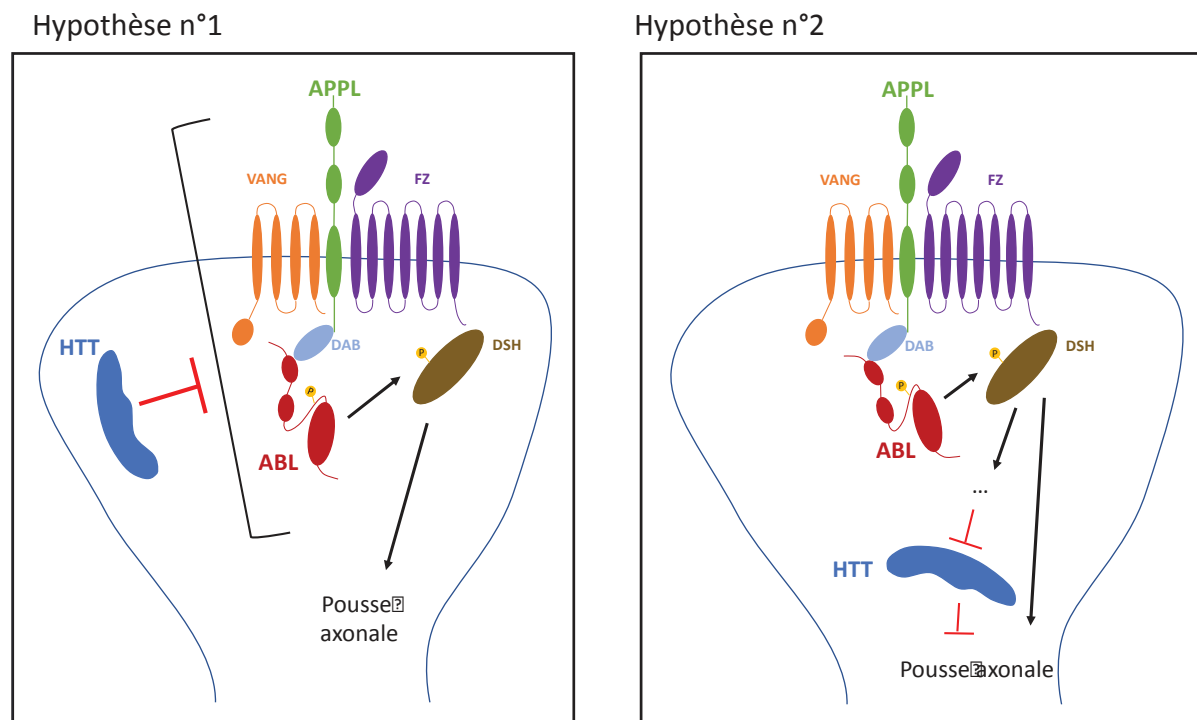 Hypothèse n°1
APPL
VANG
FZ
HTT
DAB
DSH
P
P
ABL
Pousse
axonale
Hypothèse n°2
APPL
VANG
FZ
DAB
DSH
P
P
ABL
...
HTT
Pousse axonale